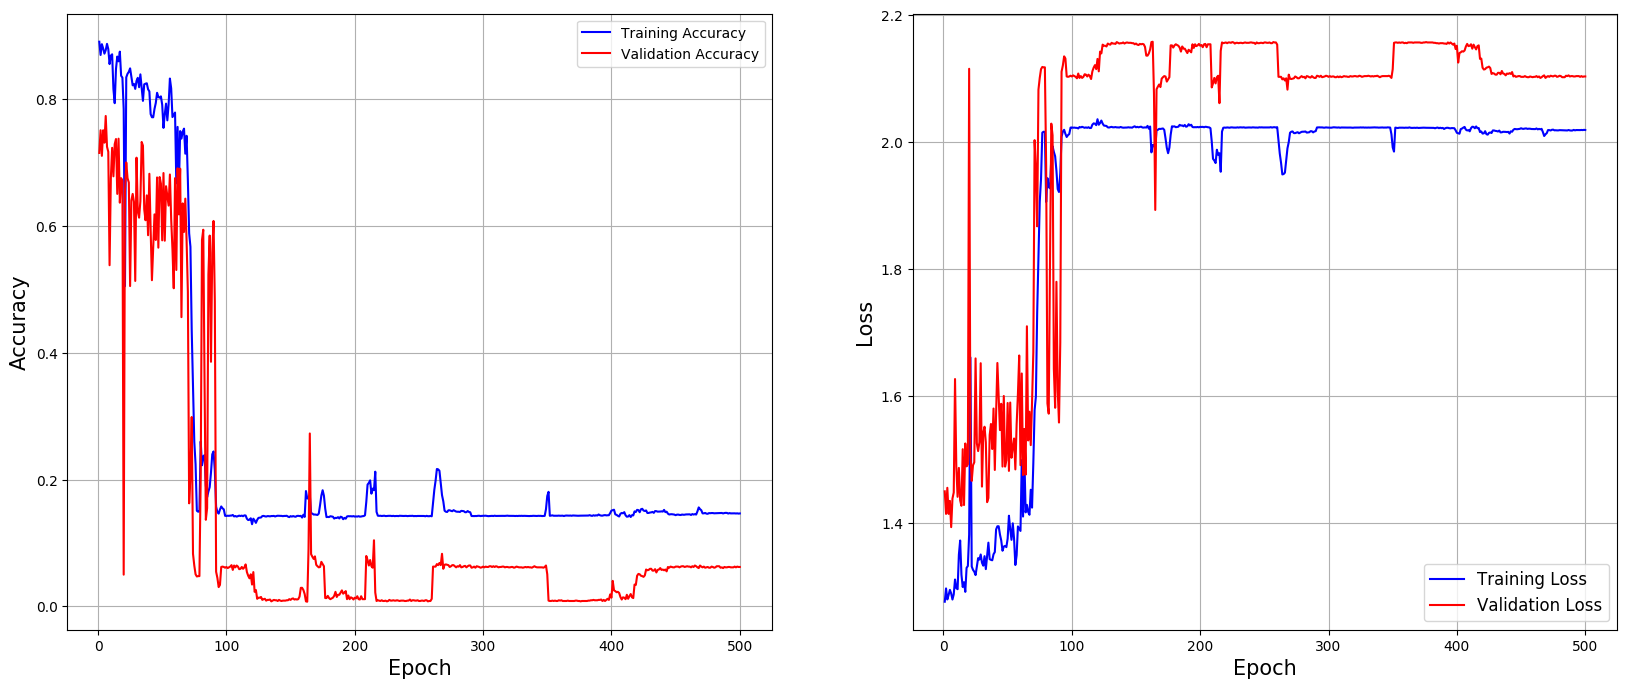 Training Accuracy
Validation Accuracy
0.8
0.6
0.4
0.2
0.0
Accuracy
0
100
200
300
400
500
Epoch
2.2
2.0
1.8
1.6
1.4
Loss
Training Loss
Validation Loss
0
100
200
300
400
500
Epoch